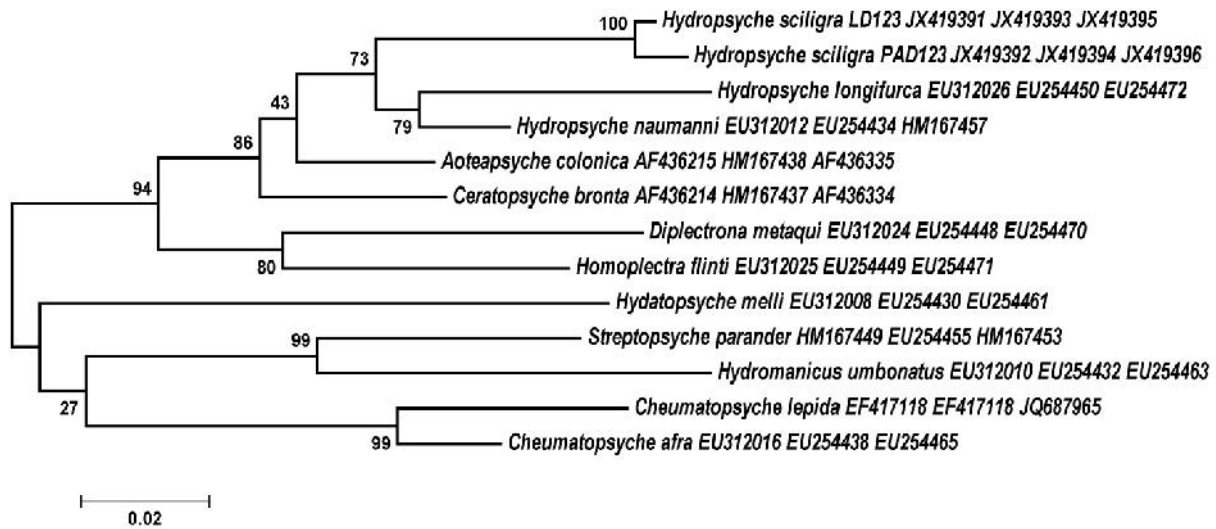 100 Hydropsyche sciligra LD123 JX419391 JX419393 JX419395
Hydropsyche sciligra PAD123 JX419392 JX419394 JX419396
73
Hydropsyche longifurca EU312026 EU254450 EU254472
43
79 Hydropsyche naumanni EU312012 EU254434 HM167457
86
Aoteapsyche colonica AF436215 HM167438 AF436335
94
Ceratopsyche bronta AF436214 HM167437 AF436334
Diplectrona metaqui EU312024 EU254448 EU254470
80 Homoplectra flinti EU312025 EU254449 EU254471
Hydatopsyche melli EU312008 EU254430 EU254461
99 Streptopsyche parander HM167449 EU254455 HM167453
Hydromanicus umbonatus EU312010 EU254432 EU254463
27
Cheumatopsyche lepida EF417118 EF417118 JQ687965
99 Cheumatopsyche afra EU312016 EU254438 EU254465
0.02